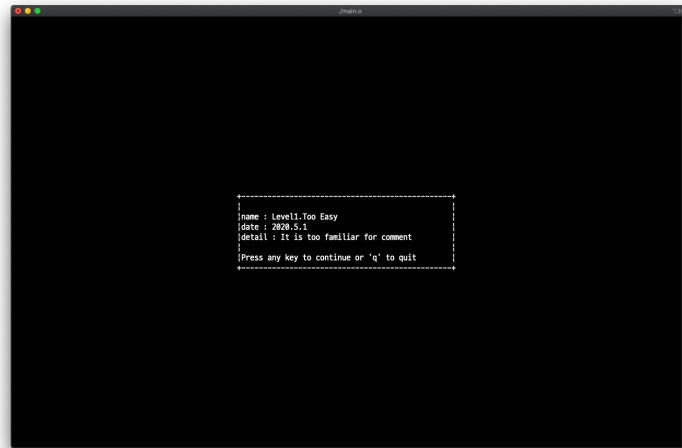 ./main.o
name : Level1.Too Easy
date : 2020.5.1
detail : It is too familiar for comment
Press any key to continue or 'q' to quit